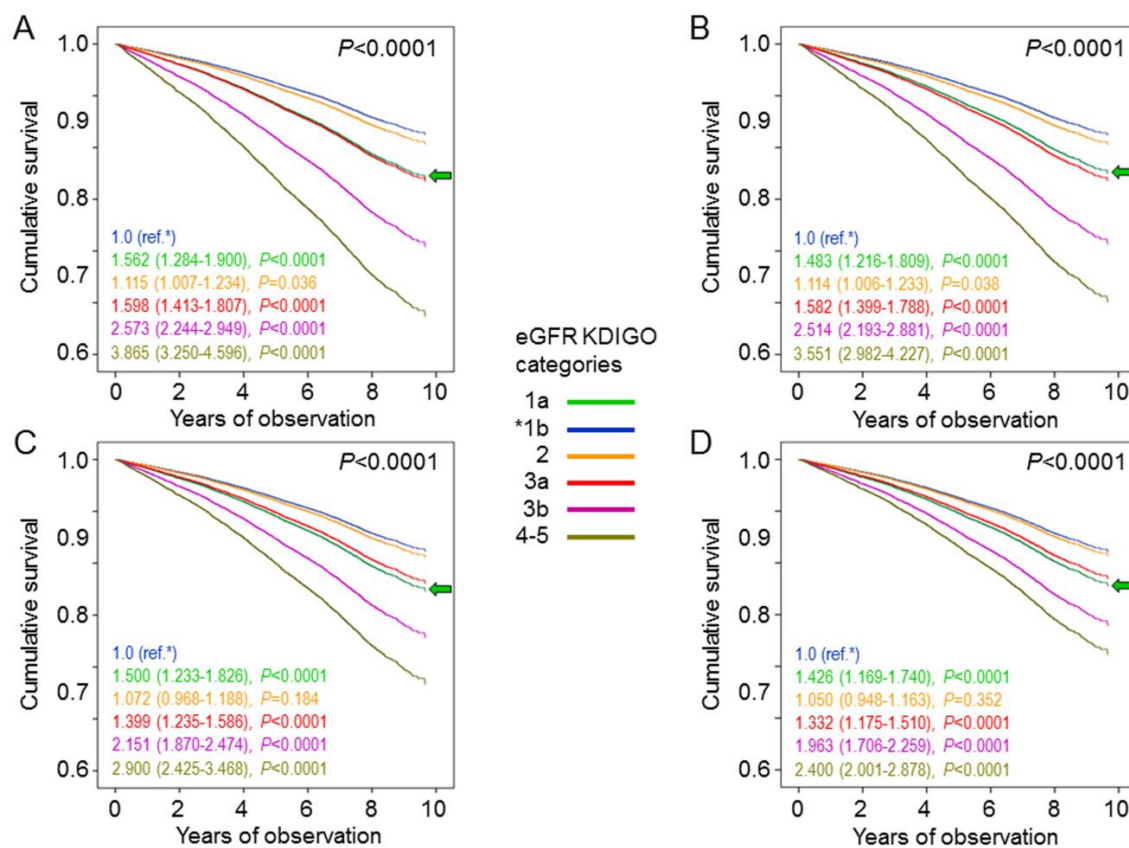 A
P<0.0001
Cumulative survival
1.0
0.9
0.8
0.7
0.6
1.0 (ref.*)
1.562 (1.284-1.900), P<0.0001
1.115 (1.007-1.234), P=0.036
1.598 (1.413-1.807), P<0.0001
2.573 (2.244-2.949), P<0.0001
3.865 (3.250-4.596), P<0.0001
0 2 4 6 8 10
Years of observation
B
P<0.0001
Cumulative survival
1.0
0.9
0.8
0.7
0.6
1.0 (ref.*)
1.483 (1.216-1.809), P<0.0001
1.114 (1.006-1.233), P=0.038
1.582 (1.399-1.788), P<0.0001
2.514 (2.193-2.881), P<0.0001
3.551 (2.982-4.227), P<0.0001
0 2 4 6 8 10
Years of observation
eGFR KDIGO
categories
1a
*1b
2
3a
3b
4-5
C
P<0.0001
Cumulative survival
1.0
0.9
0.8
0.7
0.6
1.0 (ref.*)
1.500 (1.233-1.826), P<0.0001
1.072 (0.968-1.188), P=0.184
1.399 (1.235-1.586), P<0.0001
2.151 (1.870-2.474), P<0.0001
2.900 (2.425-3.468), P<0.0001
0 2 4 6 8 10
Years of observation
D
P<0.0001
Cumulative survival
1.0
0.9
0.8
0.7
0.6
1.0 (ref.*)
1.426 (1.169-1.740), P<0.0001
1.050 (0.948-1.163), P=0.352
1.332 (1.175-1.510), P<0.0001
1.963 (1.706-2.259), P<0.0001
2.400 (2.001-2.878), P<0.0001
0 2 4 6 8 10
Years of observation